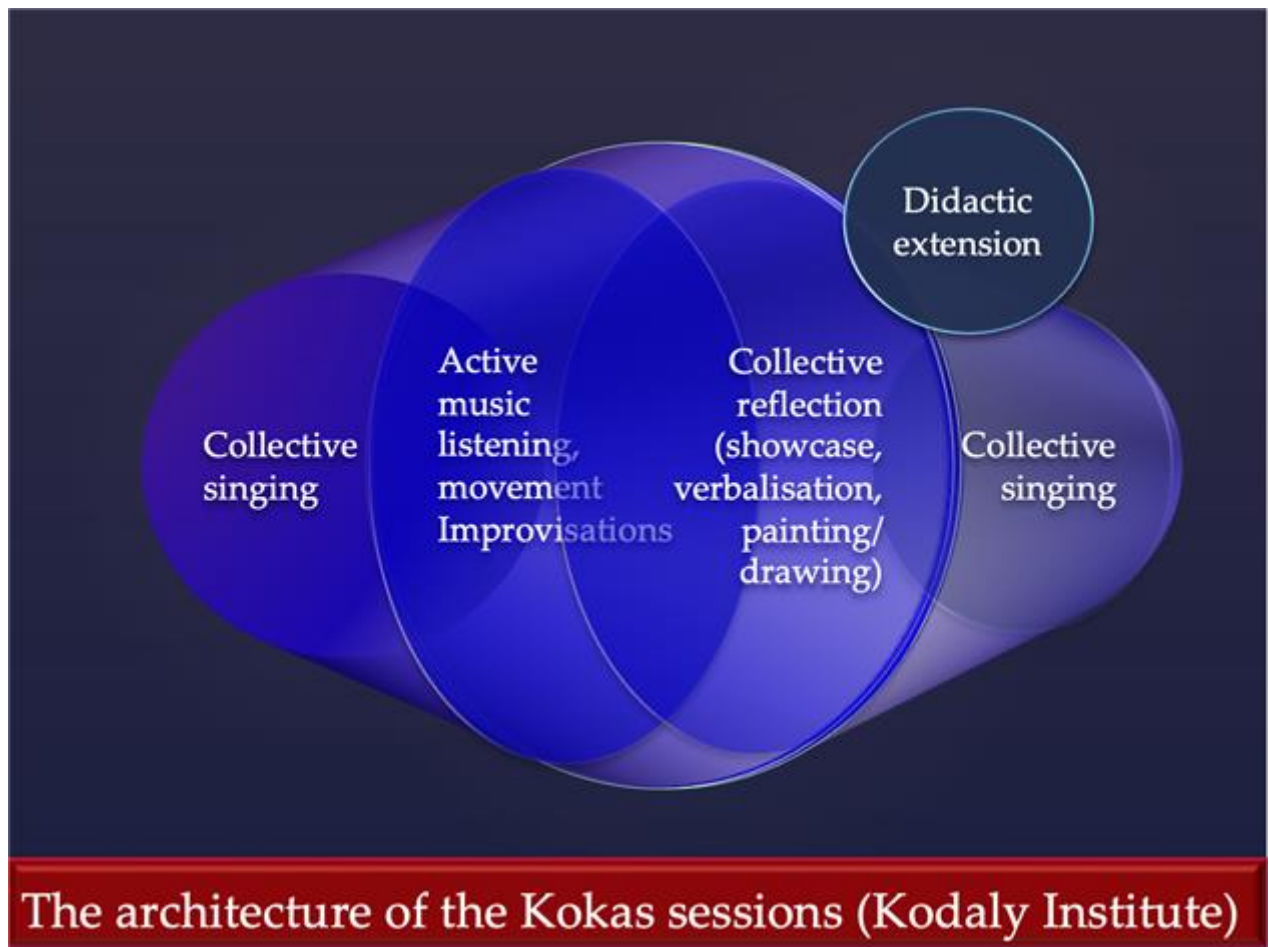 Didactic
extension
Collective
singing
Active
music
listening,
movement
Improvisations
Collective
reflection
(showcase,
verbalisation,
painting/
drawing)
Collective
singing
The architecture of the Kokas sessions (Kodaly Institute)